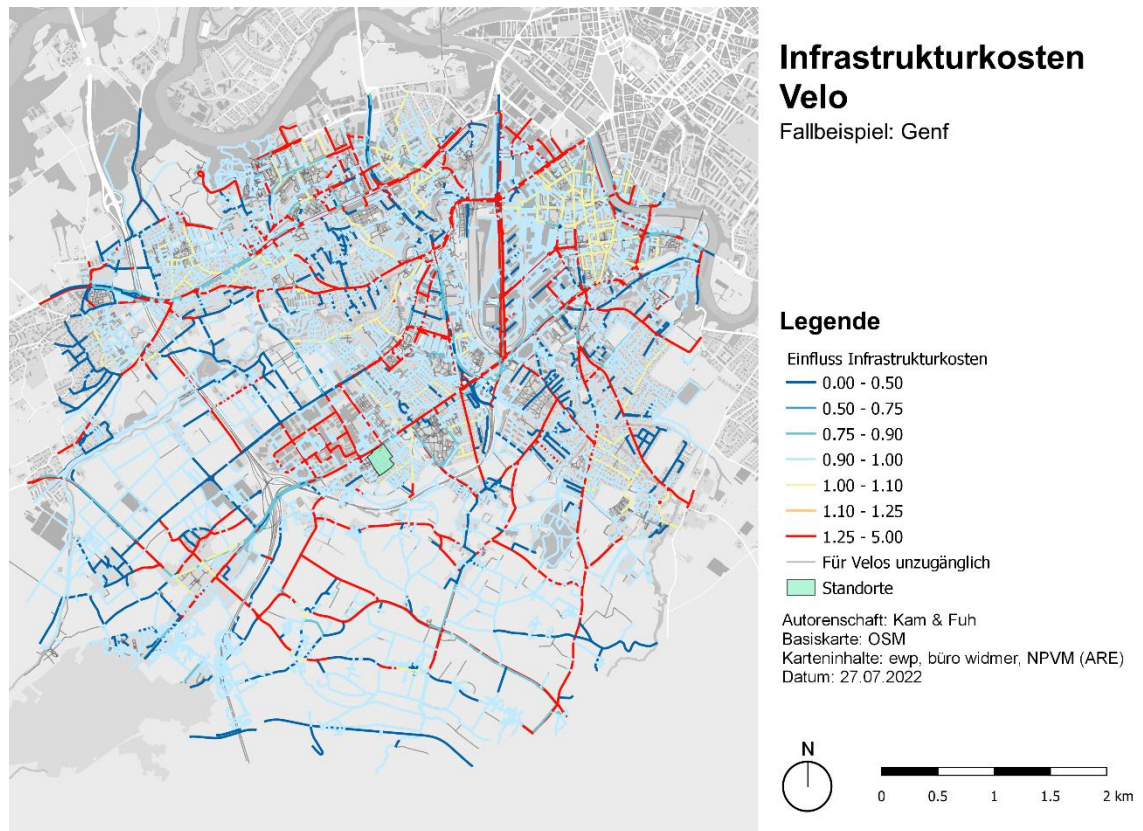 Infrastrukturkosten
Velo
Fallbeispiel: Genf
Legende
Einfluss Infrastrukturkosten
0.00 - 0.50
0.50 - 0.75
0.75 - 0.90
0.90 - 1.00
1.00 - 1.10
1.10 - 1.25
1.25 - 5.00
Für Velos unzugänglich
Standorte
Autorenschaft: Kam & Fuh
Basiskarte: OSM
Karteninhalte: ewp, büro widmer, NPVM (ARE)
Datum: 27.07.2022
N
0 0.5 1 1.5 2 km